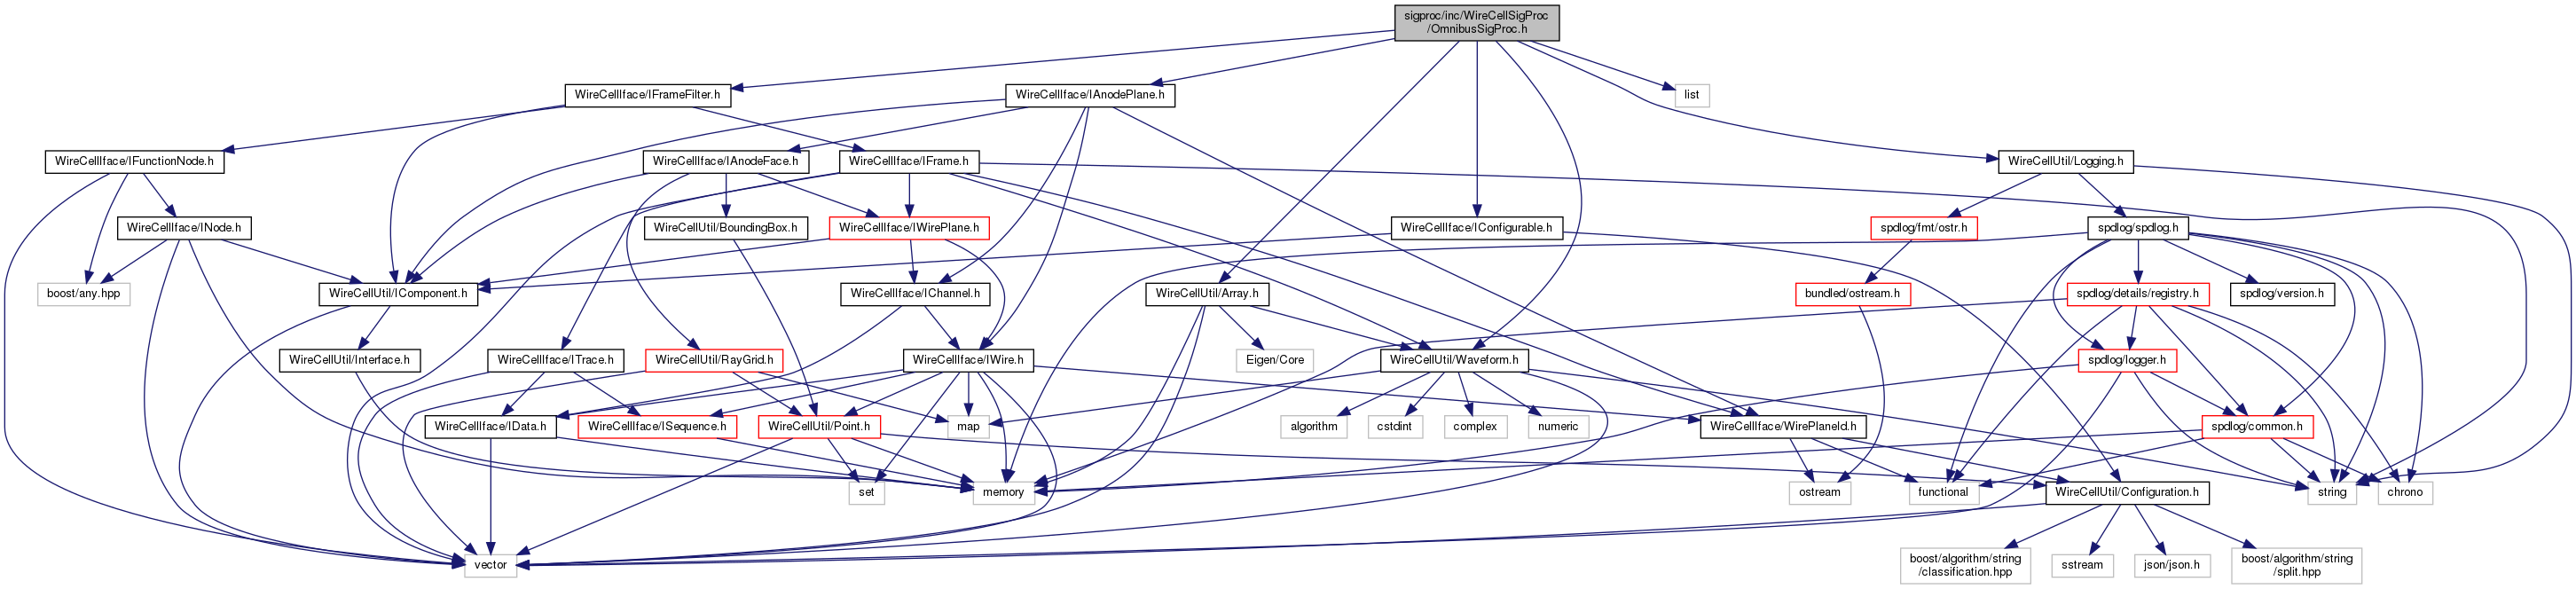 sigproc/inc/WireCellSigProc
/OmnibusSigProc.h
WireCellIface/IFrameFilter.h
WireCellIface/IAnodePlane.h
list
WireCellIface/IFunctionNode.h
WireCellIface/IAnodeFace.h
WireCellIface/IFrame.h
WireCellUtil/Logging.h
WireCellIface/INode.h
WireCellUtil/BoundingBox.h
WireCellIface/IWirePlane.h
WireCellIface/IConfigurable.h
spdlog/fmt/ostr.h
spdlog/spdlog.h
boost/any.hpp
WireCellUtil/IComponent.h
WireCellIface/IChannel.h
WireCellUtil/Array.h
bundled/ostream.h
spdlog/details/registry.h
spdlog/version.h
WireCellUtil/Interface.h
WireCellIface/ITrace.h
WireCellUtil/RayGrid.h
WireCellIface/IWire.h
Eigen/Core
WireCellUtil/Waveform.h
spdlog/logger.h
WireCellIface/IData.h
WireCellIface/ISequence.h
WireCellUtil/Point.h
map
algorithm
cstdint
complex
numeric
WireCellIface/WirePlaneId.h
spdlog/common.h
set
memory
ostream
functional
WireCellUtil/Configuration.h
string
chrono
vector
boost/algorithm/string
/classification.hpp
sstream
json/json.h
boost/algorithm/string
/split.hpp